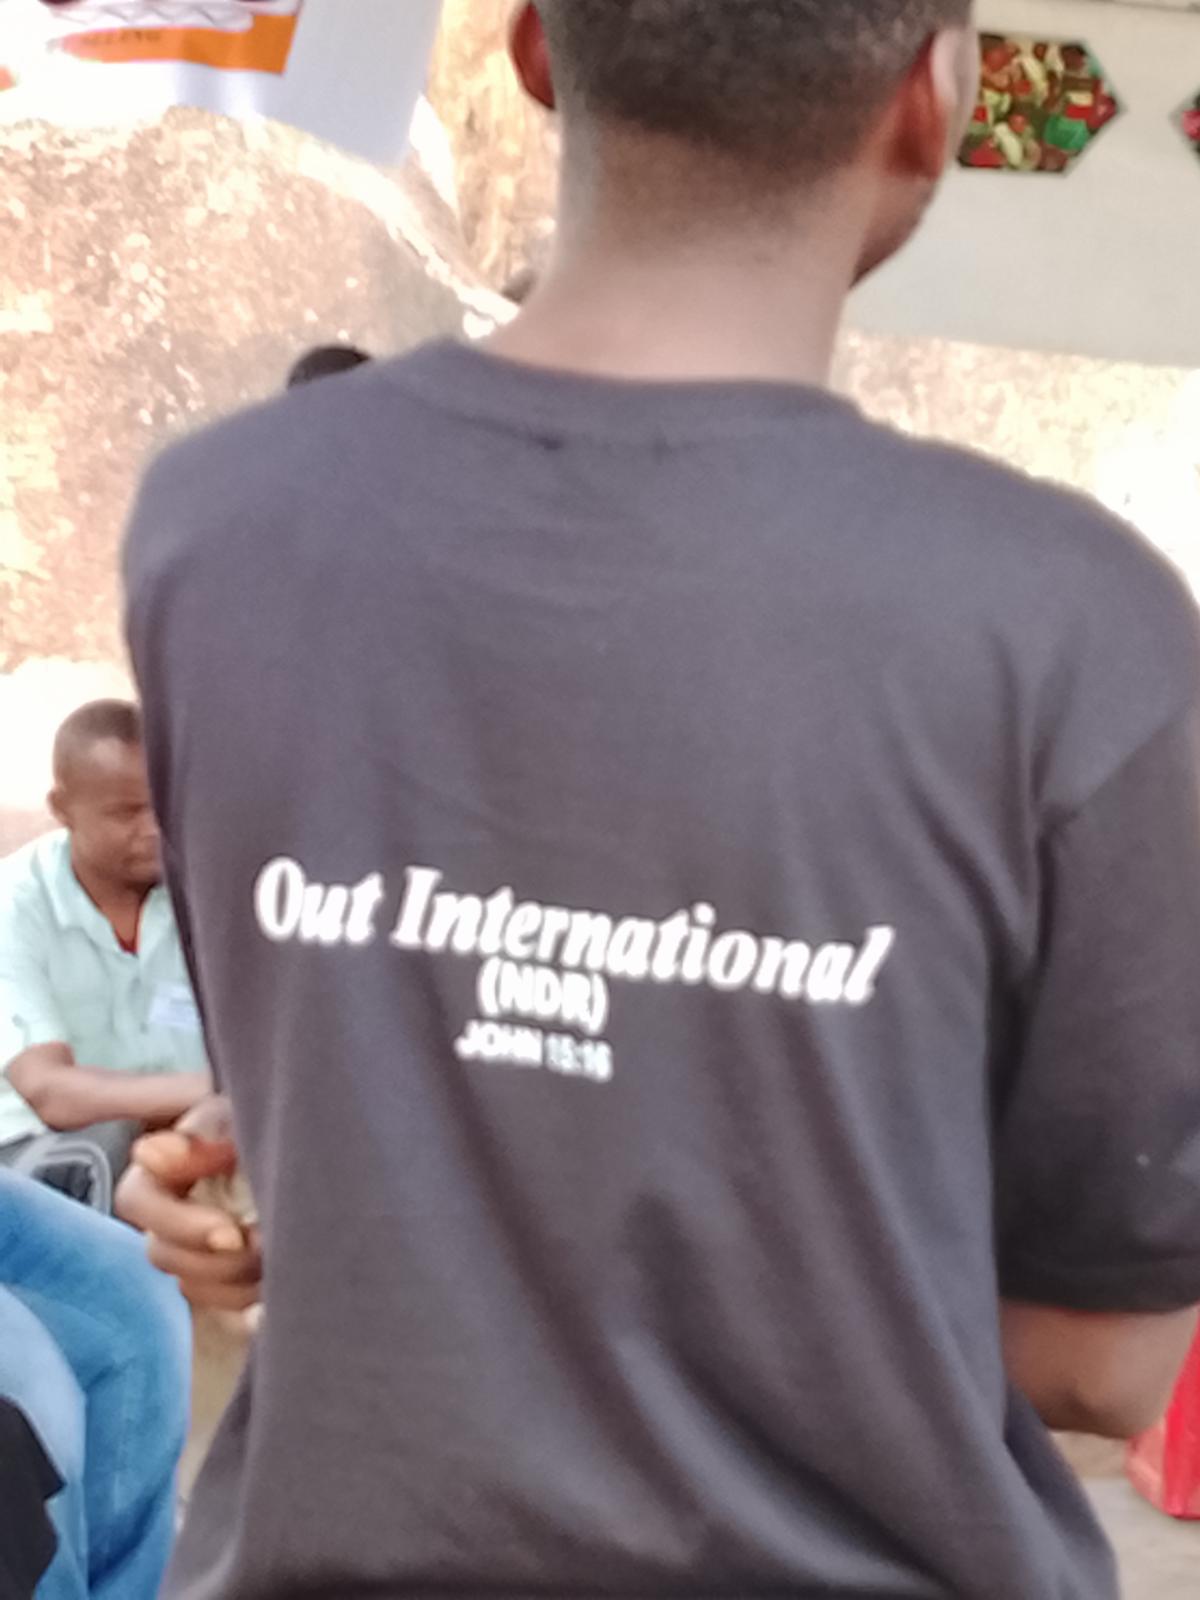 Out International
(NDR)
JOHN 15:16